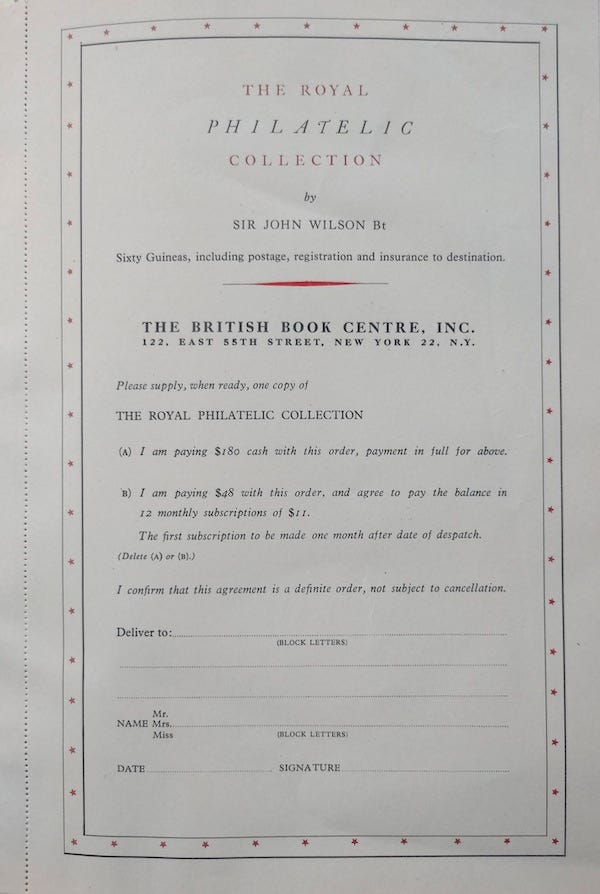 THE ROYAL
PHILATELIC
COLLECTION
by
SIR JOHN WILSON Bt
Sixty Guineas, including postage, registration and insurance to destination.
THE BRITISH BOOK CENTRE, INC.
122, EAST 55TH STREET, NEW YORK 22, N.Y.
Please supply, when ready, one copy of
THE ROYAL PHILATELIC COLLECTION
(A) I am paying $180 cash with this order, payment in full for above.
B) I am paying $48 with this order, and agree to pay the balance in
12 monthly subscriptions of $11.
The first subscription to be made one month after date of despatch.
(Delete (A) or (B).)
I confirm that this agreement is a definite order, not subject to cancellation.
Deliver to:
(BLOCK LETTERS)
Mr.
NAME Mrs.
Miss (BLOCK LETTERS)
DATE SIGNATURE